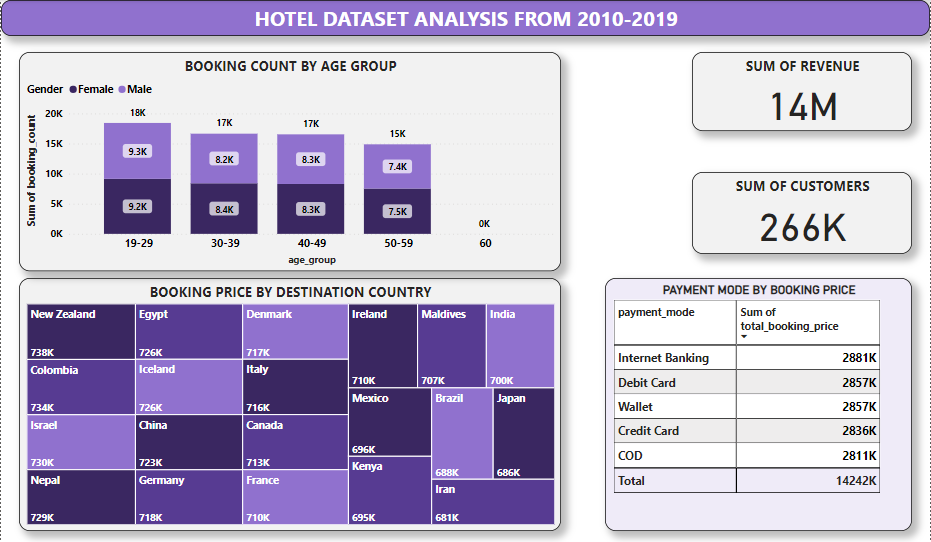 HOTEL DATASET ANALYSIS FROM 2010-2019
BOOKING COUNT BY AGE GROUP
Gender Female Male
Sum of booking_count
20K
15K
10K
5K
0K
18K
17K
17K
15K
0K
9.3K
8.2K
8.3K
7.4K
9.2K
8.4K
8.3K
7.5K
19-29
30-39
40-49
50-59
60
age_group
SUM OF REVENUE
14M
SUM OF CUSTOMERS
266K
BOOKING PRICE BY DESTINATION COUNTRY
New Zealand
738K
Colombia
734K
Israel
730K
Nepal
729K
Egypt
726K
Iceland
726K
China
723K
Germany
718K
Denmark
717K
Italy
716K
Canada
713K
France
710K
Ireland
710K
Maldives
707K
India
700K
Mexico
696K
Kenya
695K
Brazil
688K
Japan
686K
Iran
681K
PAYMENT MODE BY BOOKING PRICE
payment_mode
Sum of
total_booking_price
Internet Banking 2881K
Debit Card 2857K
Wallet 2857K
Credit Card 2836K
COD 2811K
Total 14242K